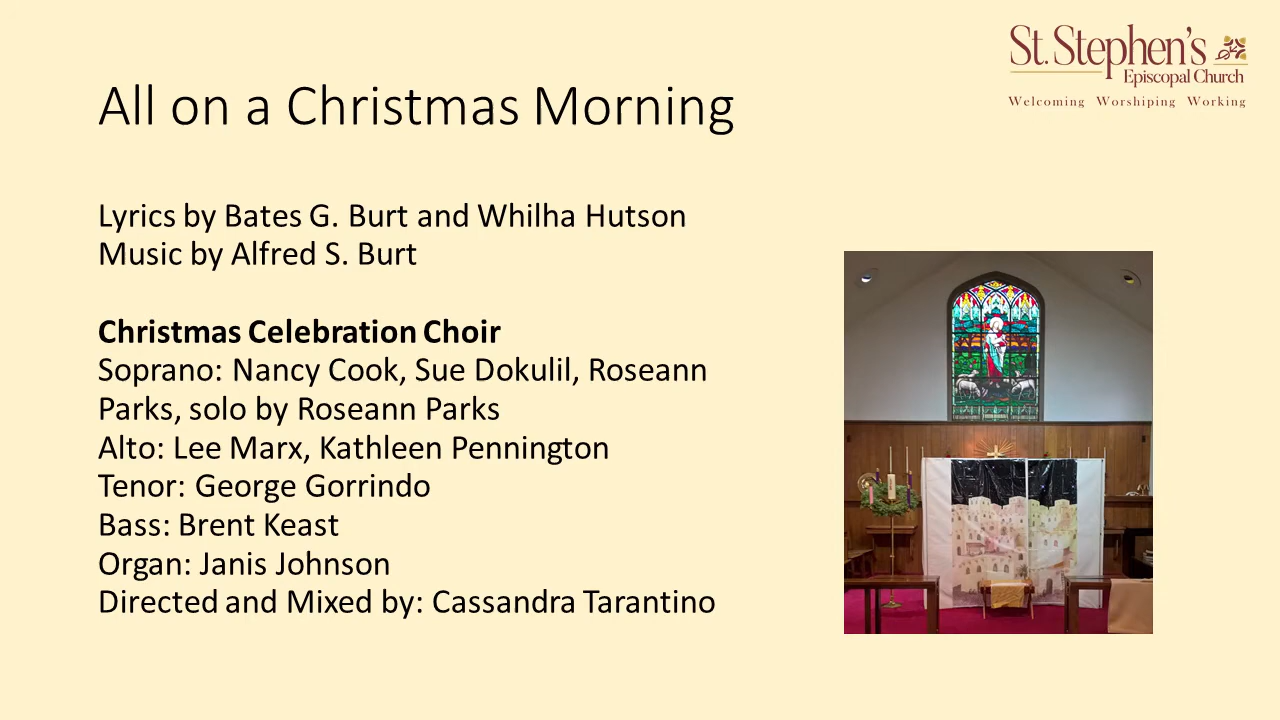 St. Stephen's
Episcopal Church
Welcoming Worshiping Working
All on a Christmas Morning
Lyrics by Bates G. Burt and Whilha Hutson
Music by Alfred S. Burt
Christmas Celebration Choir
Soprano: Nancy Cook, Sue Dokulil, Roseann
Parks, solo by Roseann Parks
Alto: Lee Marx, Kathleen Pennington
Tenor: George Gorrindo
Bass: Brent Keast
Organ: Janis Johnson
Directed and Mixed by: Cassandra Tarantino